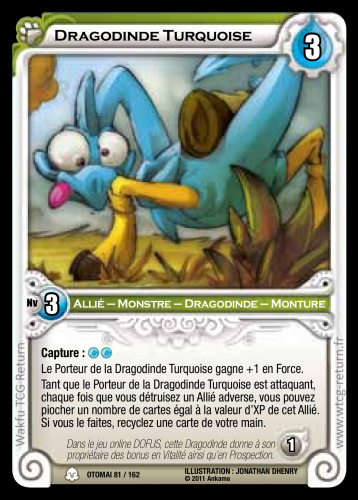 Dragodinde Turquoise
3
Nv 3 Allié – Monstre – Dragodinde – Monture
Capture :
Le Porteur de la Dragodinde Turquoise gagne +1 en Force.
Tant que le Porteur de la Dragodinde Turquoise est attaquant,
chaque fois que vous détruisez un Allié adverse, vous pouvez
piocher un nombre de cartes égal à la valeur d'XP de cet Allié.
Si vous le faites, recyclez une carte de votre main.
Dans le jeu online DOFUS, cette Dragodinde donne à son
propriétaire des bonus en Vitalité ainsi qu'en Prospection.
1
OTOMAI 81 / 162
ILLUSTRATION : JONATHAN DHENRY
© 2011 Ankama
Wakfu TCG Return
www.wtcg-return.fr